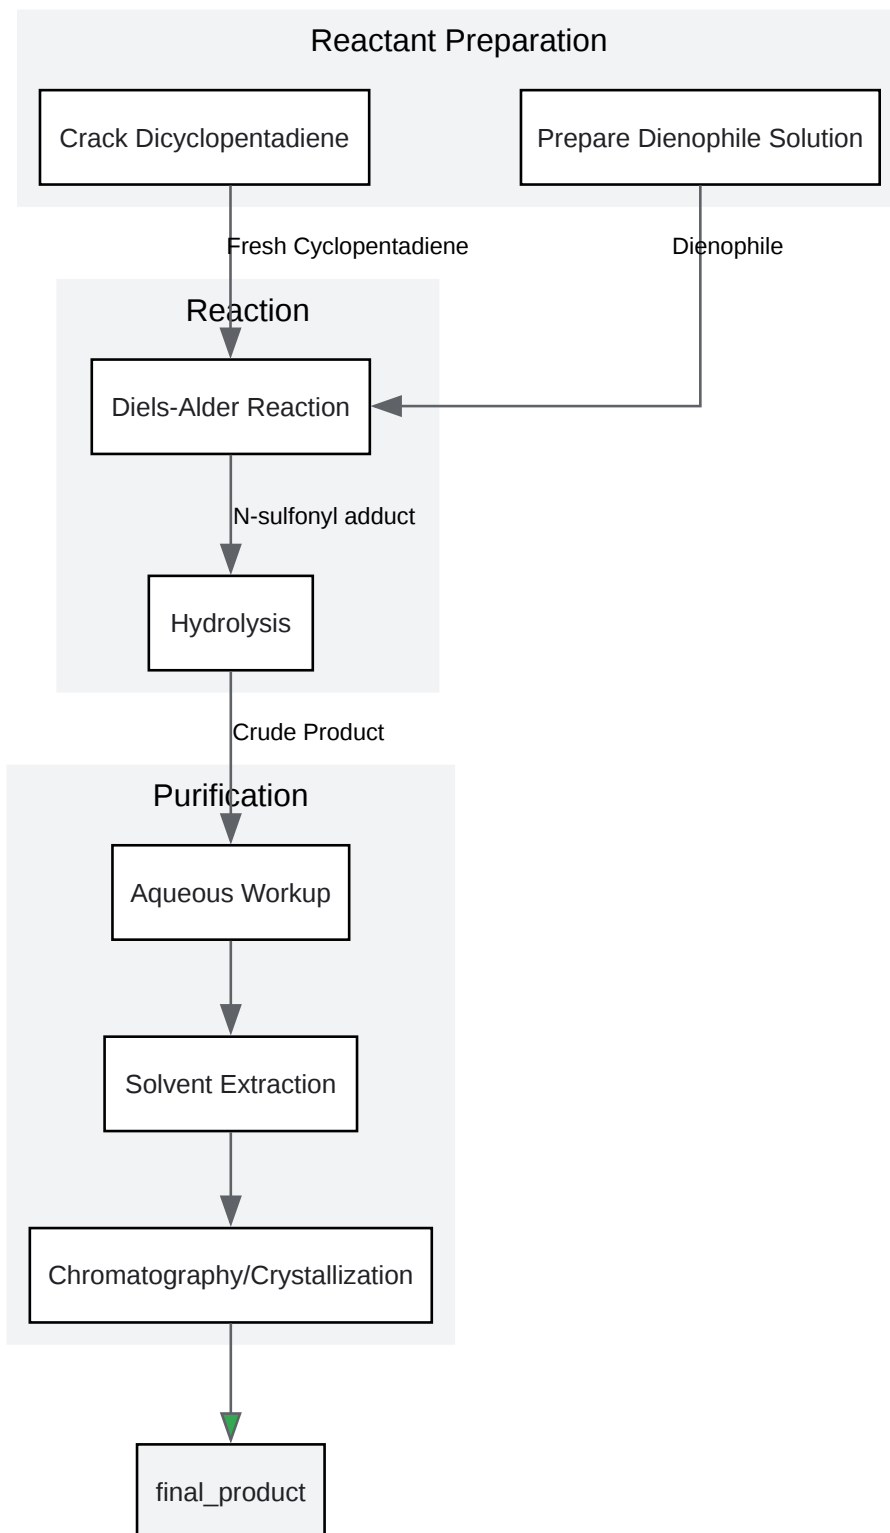 Reactant Preparation
Crack Dicyclopentadiene
Prepare Dienophile Solution
Fresh Cyclopentadiene
Dienophile
Reaction
Diels-Alder Reaction
N-sulfonyl adduct
Hydrolysis
Crude Product
Purification
Aqueous Workup
Solvent Extraction
Chromatography/Crystallization
final_product